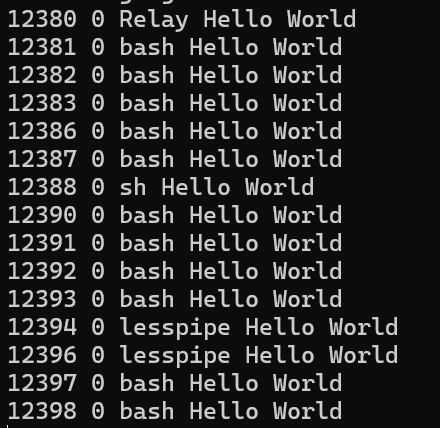 12380 0 Relay Hello World
12381 0 bash Hello World
12382 0 bash Hello World
12383 0 bash Hello World
12386 0 bash Hello World
12387 0 bash Hello World
12388 0 sh Hello World
12390 0 bash Hello World
12391 0 bash Hello World
12392 0 bash Hello World
12393 0 bash Hello World
12394 0 lesspipe Hello World
12396 0 lesspipe Hello World
12397 0 bash Hello World
12398 0 bash Hello World